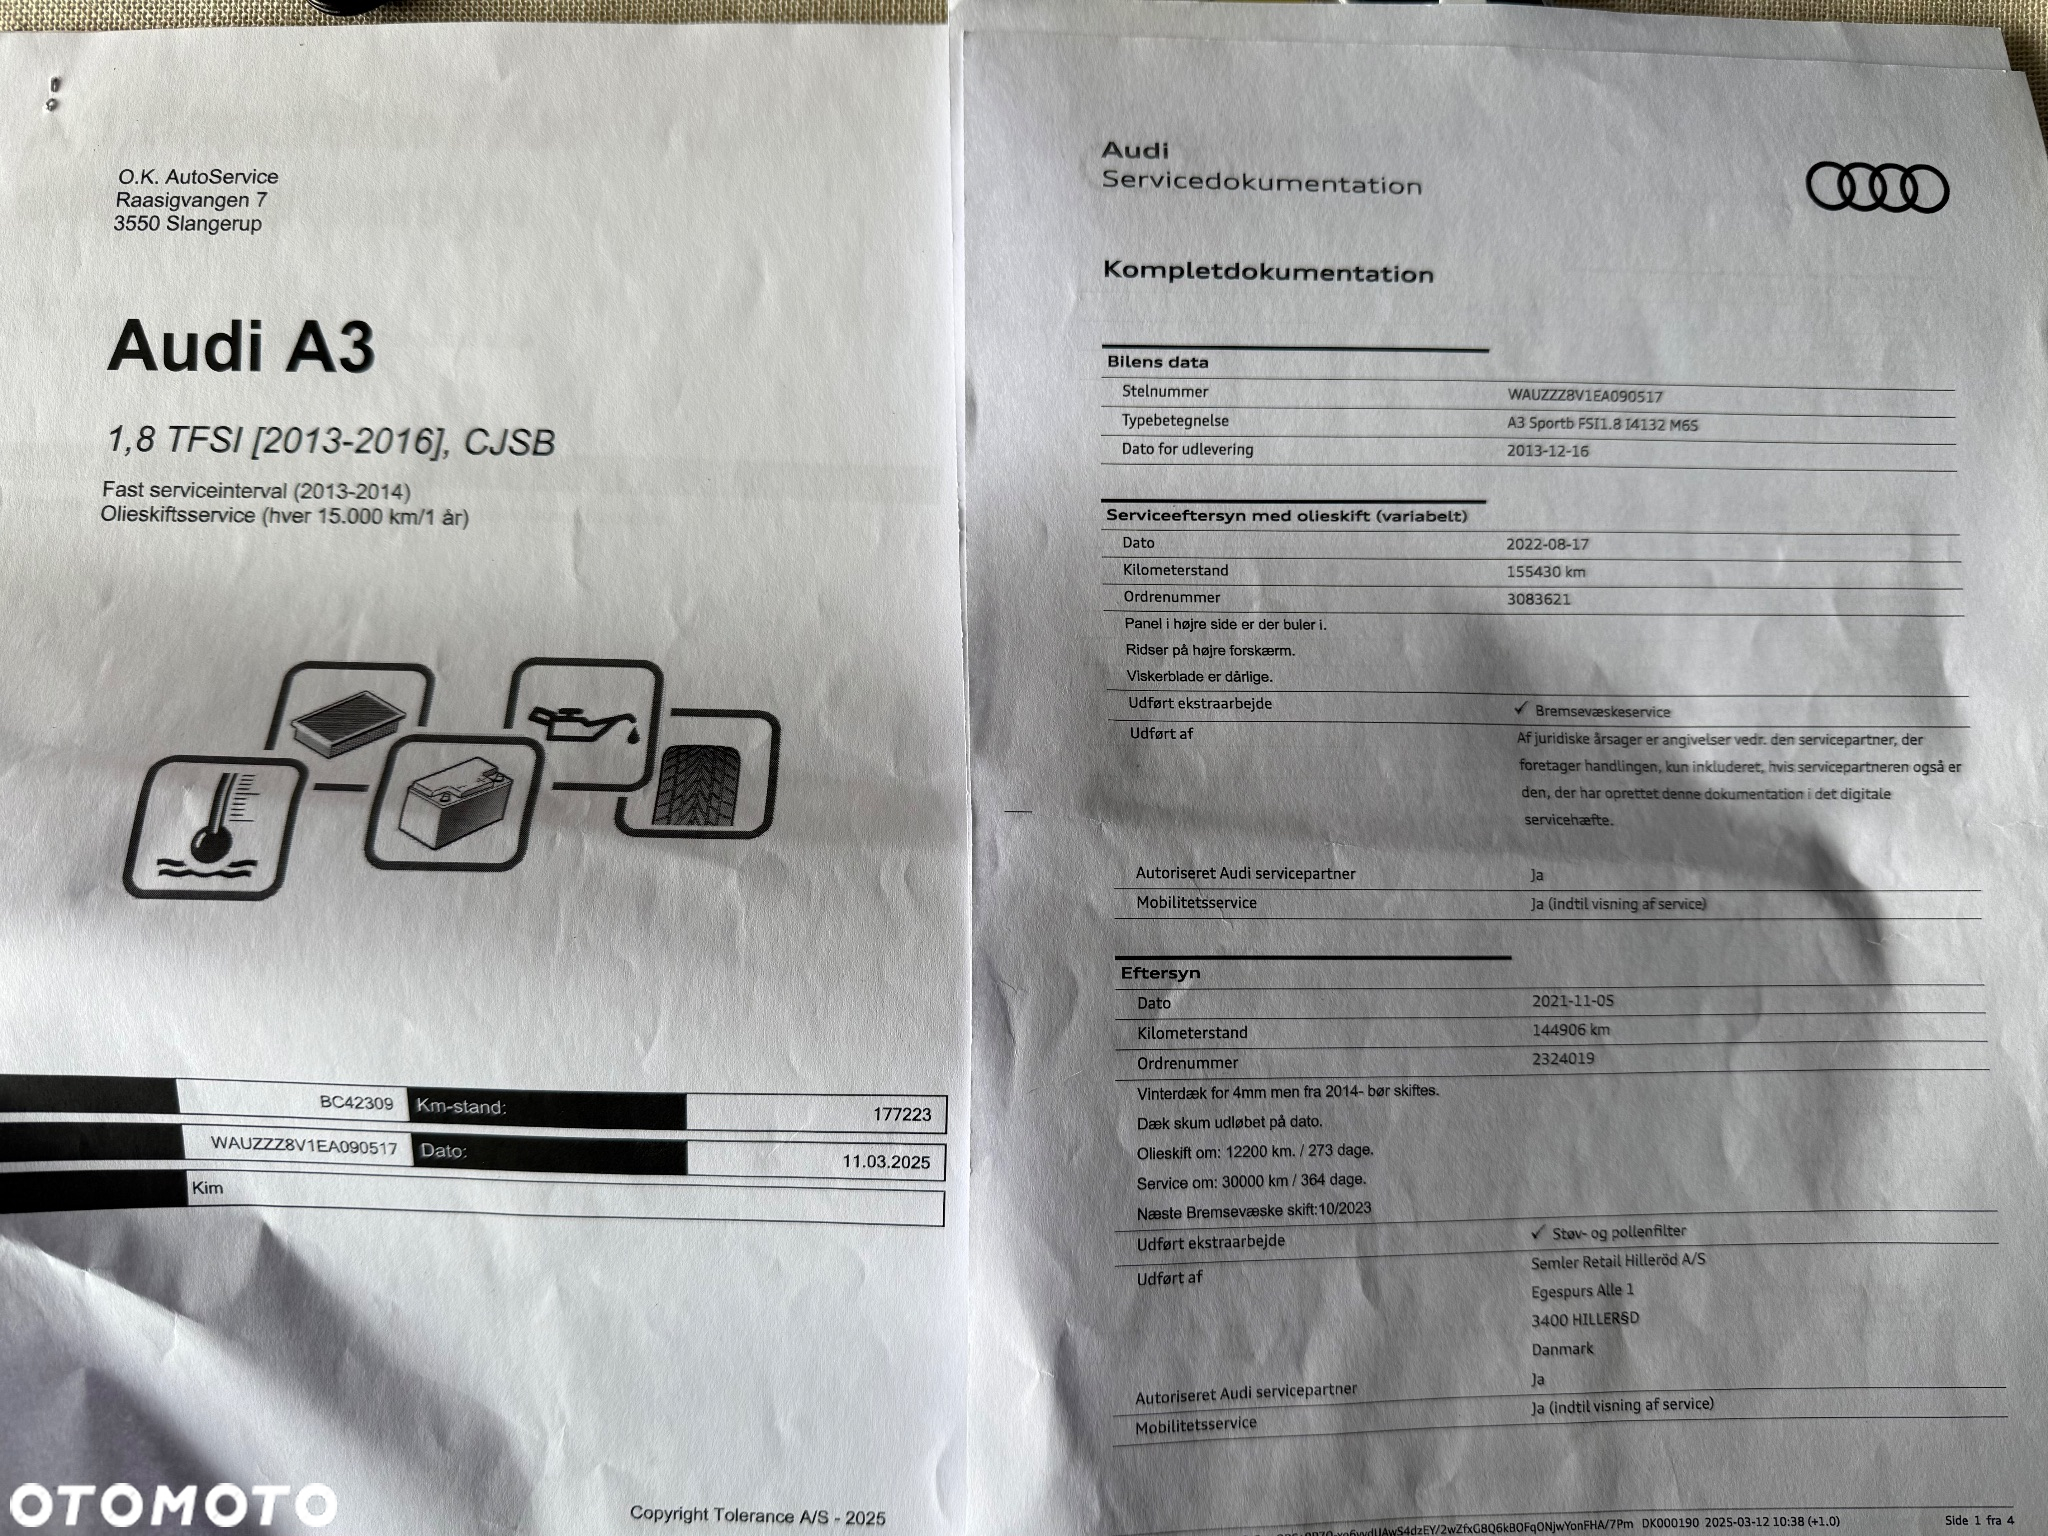 O.K. AutoService
Raasigvangen 7
3550 Slangerup
Audi A3
1,8 TFSI [2013-2016], CJSB
Fast serviceinterval (2013-2014)
Olieskiftsservice (hver 15.000 km/1 år)
BC42309 Km-stand: 177223
WAUZZZ8V1EA090517 Dato: 11.03.2025
Kim
Copyright Tolerance A/S - 2025
OTOMOTO
Audi
Servicedokumentation
Kompletdokumentation
Bilens data
Stelnummer WAUZZZ8V1EA090517
Typebetegnelse A3 Sportb FSI1.8 I4132 M6S
Dato for udlevering 2013-12-16
Serviceeftersyn med olieskift (variabelt)
Dato 2022-08-17
Kilometerstand 155430 km
Ordrenummer 3083621
Panel i højre side er der buler i.
Ridser på højre forskærm.
Viskerblade er dårlige.
Udført ekstraarbejde ✓ Bremsevæskeservice
Udført af Af juridiske årsager er angivelser vedr. den servicepartner, der
foretager handlingen, kun inkluderet, hvis servicepartneren også er
den, der har oprettet denne dokumentation i det digitale
servicehæfte.
Autoriseret Audi servicepartner Ja
Mobilitetsservice Ja (indtil visning af service)
Eftersyn
Dato 2021-11-05
Kilometerstand 144906 km
Ordrenummer 2324019
Vinterdæk for 4mm men fra 2014- bør skiftes.
Dæk skum udløbet på dato.
Olieskift om: 12200 km. / 273 dage.
Service om: 30000 km / 364 dage.
Næste Bremsevæske skift:10/2023
Udført ekstraarbejde ✓ Støv- og pollenfilter
Udført af Semler Retail Hilleröd A/S
Egespurs Alle 1
3400 HILLERSD
Danmark
Autoriseret Audi servicepartner Ja
Mobilitetsservice Ja (indtil visning af service)
DK000190 2025-03-12 10:38 (+1.0) Side 1 fra 4